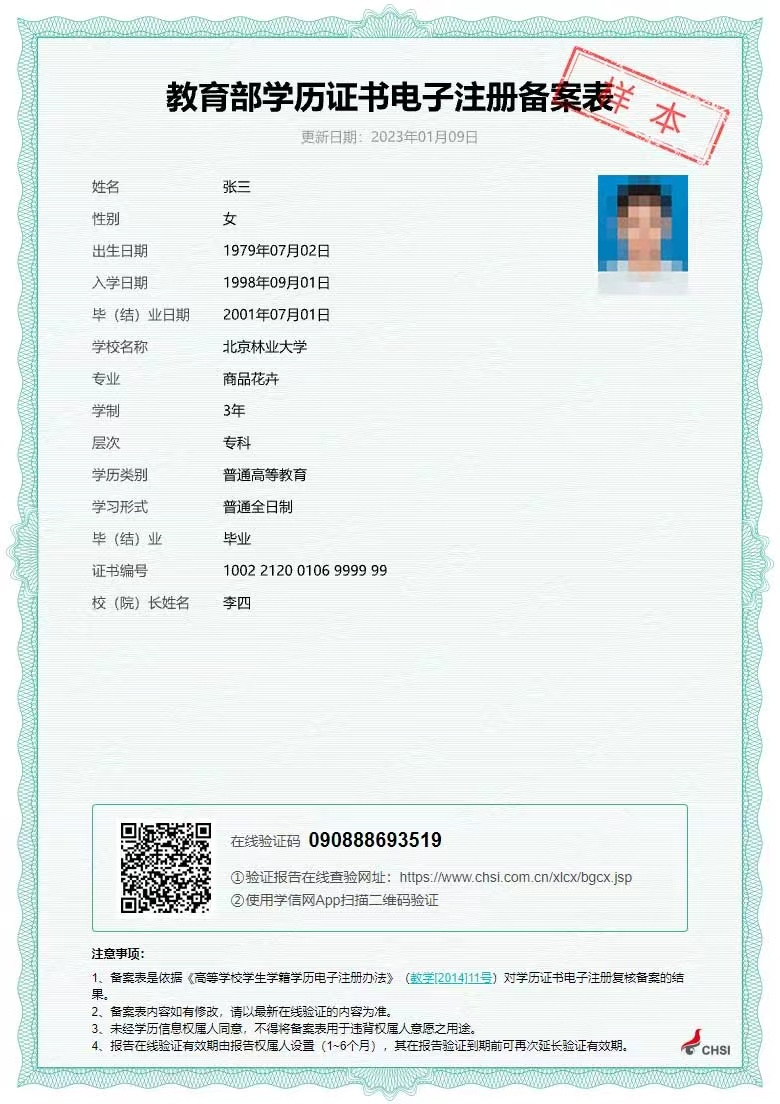 教育部学历证书电子注册备案表
样本
更新日期：2023年01月09日
姓名 张三
性别 女
出生日期 1979年07月02日
入学日期 1998年09月01日
毕（结）业日期 2001年07月01日
学校名称 北京林业大学
专业 商品花卉
学制 3年
层次 专科
学历类别 普通高等教育
学习形式 普通全日制
毕（结）业 毕业
证书编号 1002 2120 0106 9999 99
校（院）长姓名 李四
在线验证码 090888693519
①验证报告在线查验网址：https://www.chsi.com.cn/xlcx/bgcx.jsp
②使用学信网App扫描二维码验证
注意事项：
1、备案表是依据《高等学校学生学籍学历电子注册办法》（教学[2014]11号）对学历证书电子注册复核备案的结
果。
2、备案表内容如有修改，请以最新在线验证的内容为准。
3、未经学历信息权属人同意，不得将备案表用于违背权属人意愿之用途。
4、报告在线验证有效期由报告权属人设置（1~6个月），其在报告验证到期前可再次延长验证有效期。
CHSI